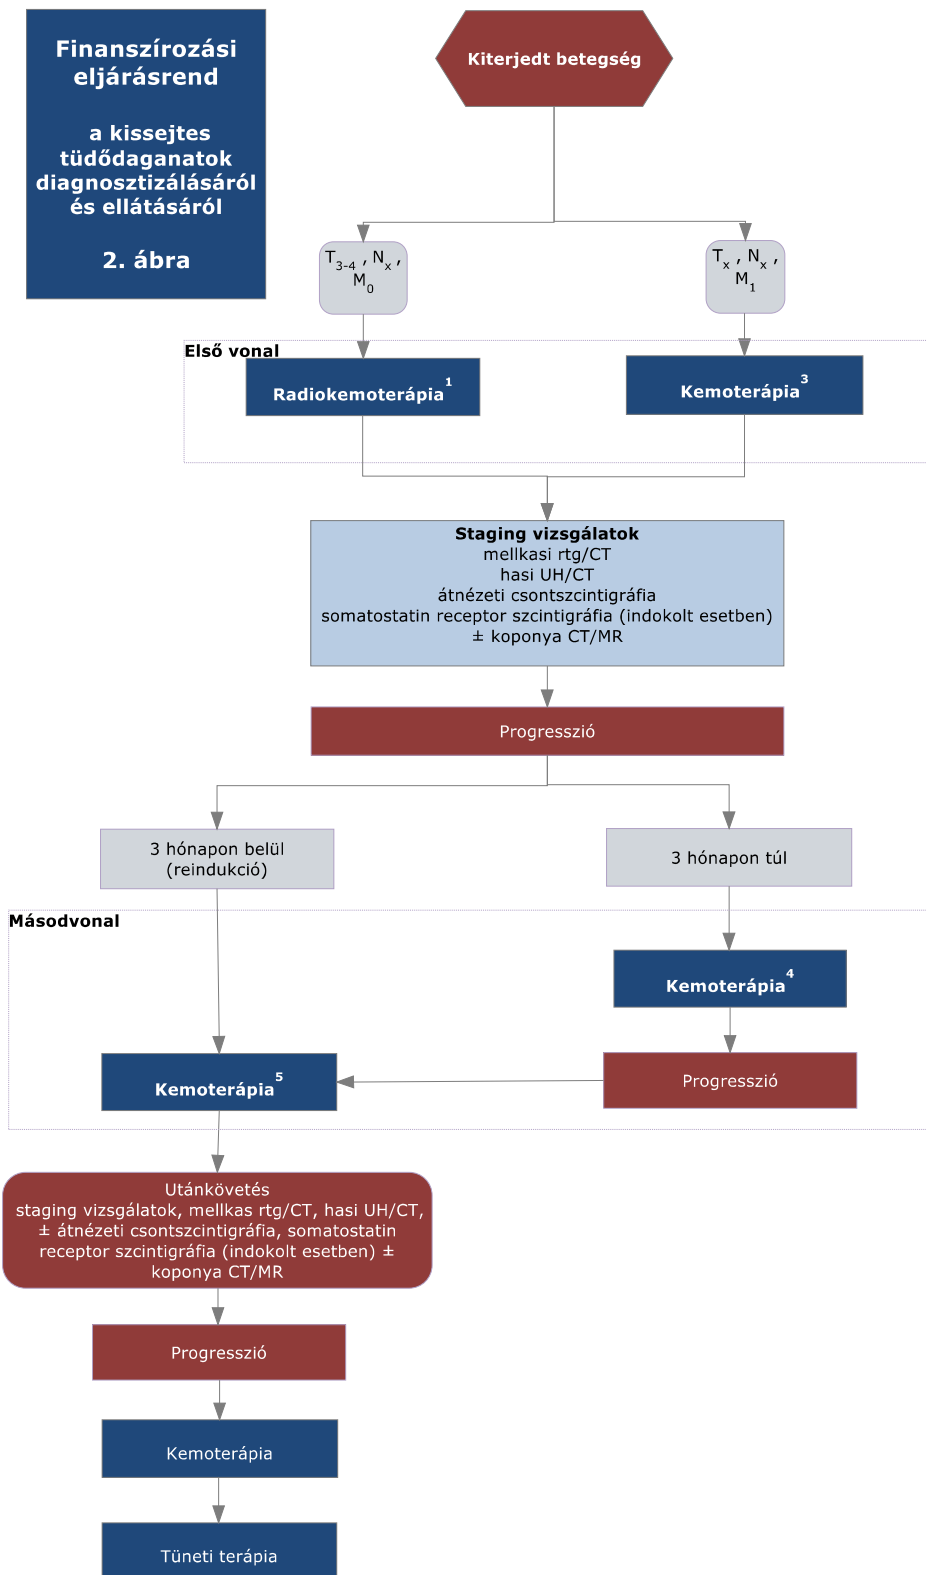 Finanszírozási
eljárásrend
a kissejtes
tüdődaganatok
diagnosztizálásáról
és ellátásáról
2. ábra
Kiterjedt betegség
T3-4 , Nx ,
M0
Tx , Nx ,
M1
Első vonal
Radiokemoterápia1
Kemoterápia3
Staging vizsgálatok
mellkasi rtg/CT
hasi UH/CT
átnézeti csontszcintigráfia
somatostatin receptor szcintigráfia (indokolt esetben)
± koponya CT/MR
Progresszió
3 hónapon belül
(reindukció)
3 hónapon túl
Másodvonal
Kemoterápia4
Kemoterápia5
Progresszió
Utánkövetés
staging vizsgálatok, mellkas rtg/CT, hasi UH/CT,
± átnézeti csontszcintigráfia, somatostatin
receptor szcintigráfia (indokolt esetben) ±
koponya CT/MR
Progresszió
Kemoterápia
Tüneti terápia